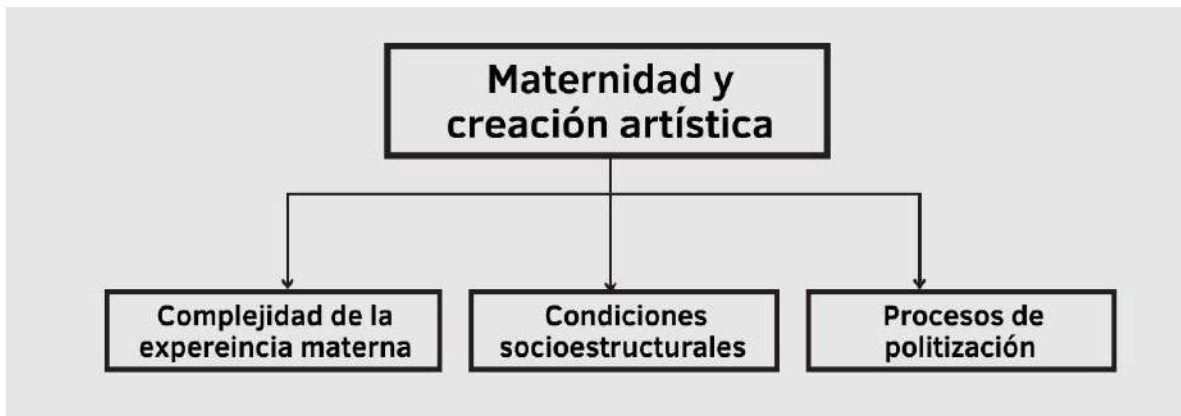 Maternidad y
creación artística
Complejidad de la
expereincia materna
Condiciones
socioestructurales
Procesos de
politización